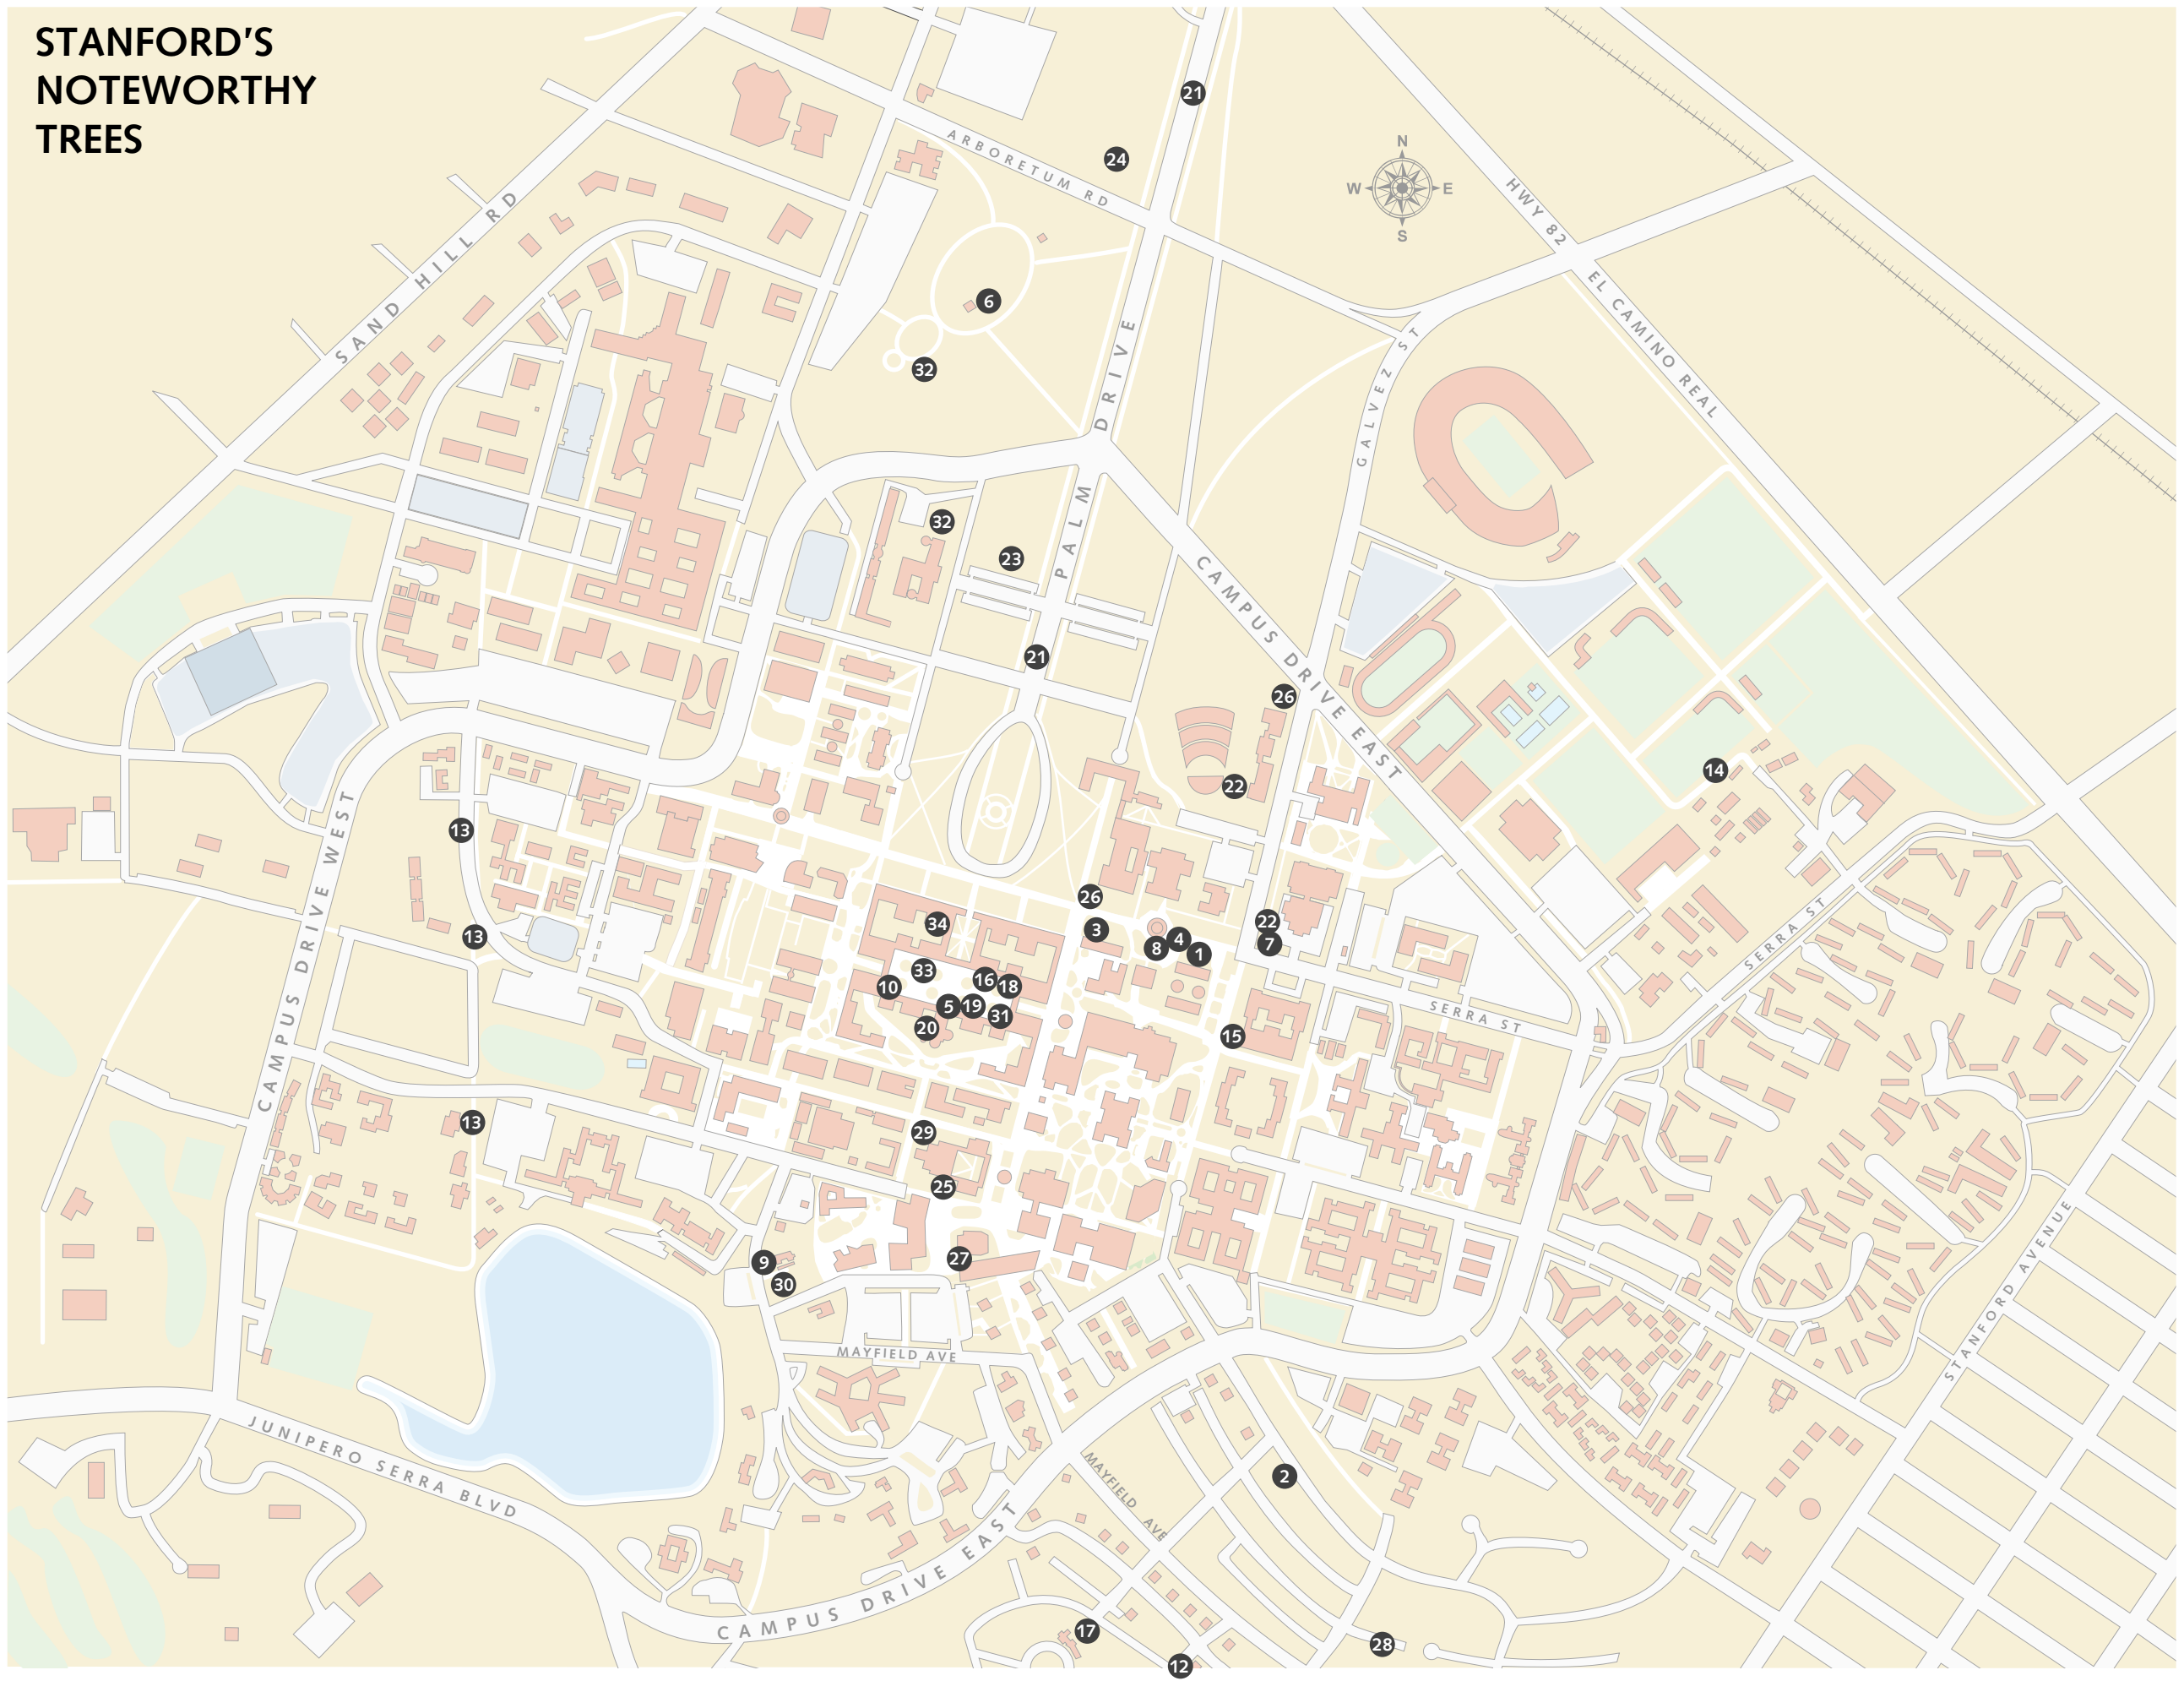 STANFORD'S
NOTEWORTHY
TREES
21
ARBORETUM RD
24
N
W E
S
HWY 82
SAND HILL RD
EL CAMINO REAL
6
PALM DRIVE
GALVEZ ST
32
32
23
CAMPUS DRIVE EAST
21
26
14
22
13
CAMPUS DRIVE WEST
26
34
3
22
13
4
7
8
1
SERRA ST
33
16
18
10
5
19
31
SERRA ST
20
15
13
29
25
STANFORD AVENUE
27
9
30
MAYFIELD AVE
JUNIPERO SERRA BLVD
MAYFIELD AVE
2
CAMPUS DRIVE EAST
17
28
12